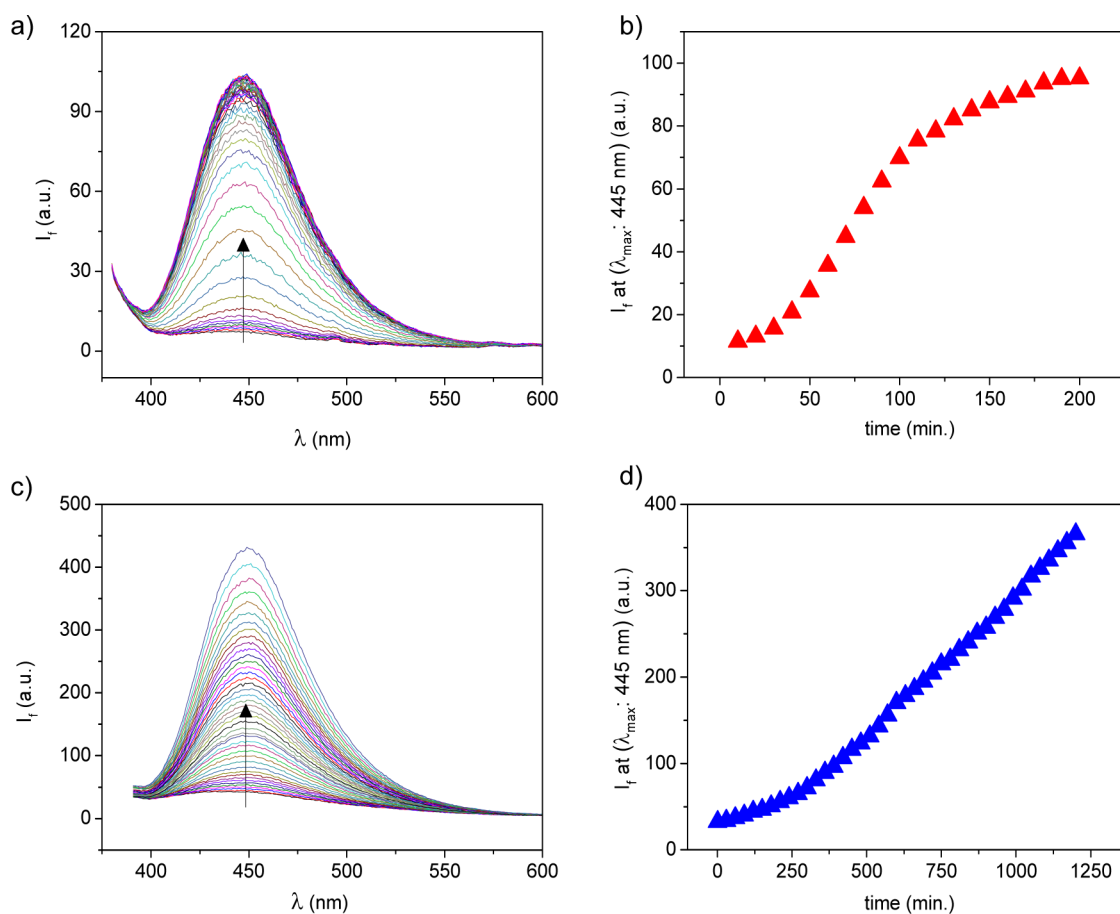 a)
120
90
60
30
0
I_f (a.u.)
400 450 500 550 600
λ (nm)
b)
100
80
60
40
20
0
I_f at (λ_max: 445 nm) (a.u.)
0 50 100 150 200
time (min.)
c)
500
400
300
200
100
0
I_f (a.u.)
400 450 500 550 600
λ (nm)
d)
400
300
200
100
0
I_f at (λ_max: 445 nm) (a.u.)
0 250 500 750 1000 1250
time (min.)